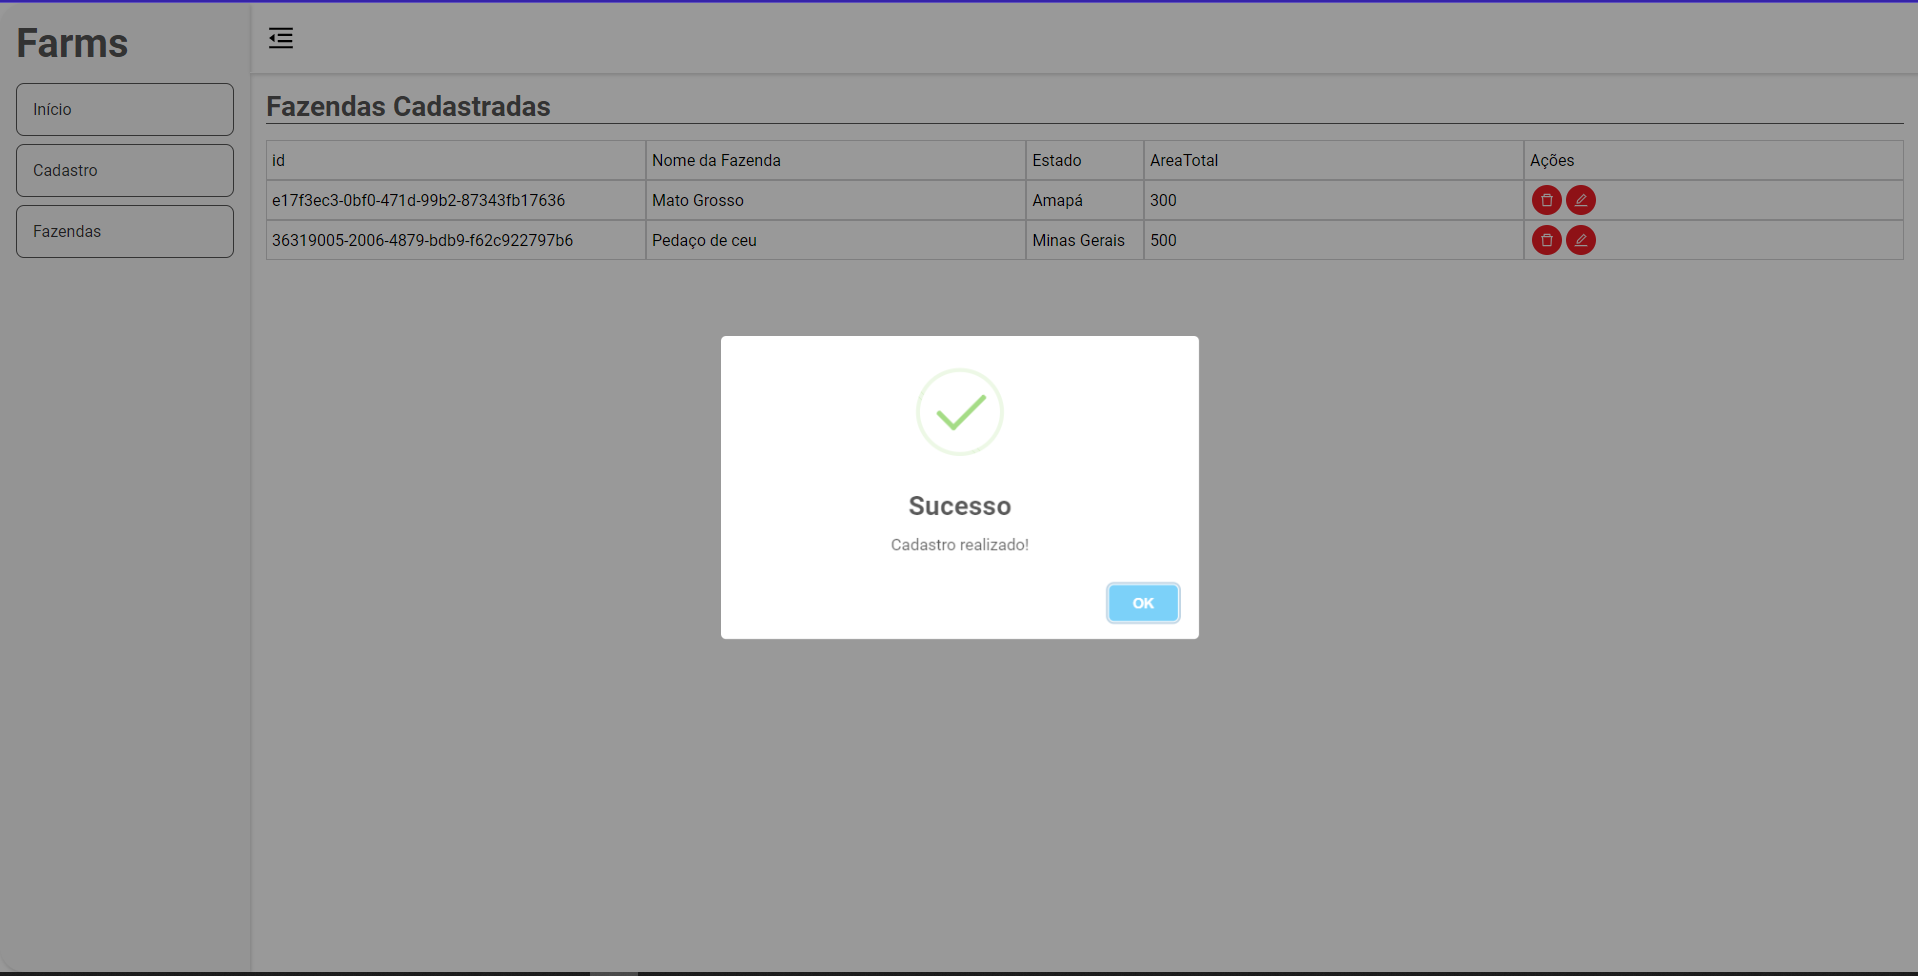 Farms
Início
Cadastro
Fazendas
Fazendas Cadastradas
id Nome da Fazenda Estado AreaTotal Ações
e17f3ec3-0bf0-471d-99b2-87343fb17636 Mato Grosso Amapá 300
36319005-2006-4879-bdb9-f62c922797b6 Pedaço de ceu Minas Gerais 500
Sucesso
Cadastro realizado!
OK